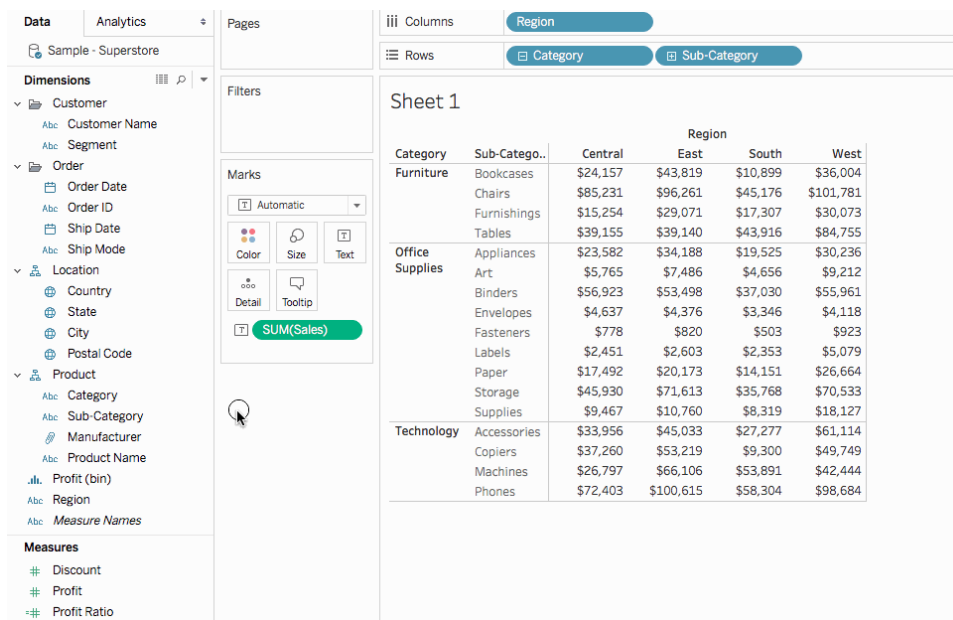 Data Analytics
Sample - Superstore
Dimensions
Customer
Abc Customer Name
Abc Segment
Order
Order Date
Abc Order ID
Ship Date
Abc Ship Mode
Location
Country
State
City
Postal Code
Product
Abc Category
Abc Sub-Category
Manufacturer
Abc Product Name
Profit (bin)
Abc Region
Abc Measure Names
Measures
# Discount
# Profit
=# Profit Ratio
Pages
Filters
Marks
T Automatic
Color Size T Text
Detail Tooltip
T SUM(Sales)
iii Columns Region
Rows Category Sub-Category
Sheet 1
Region
Category Sub-Catego.. Central East South West
Furniture Bookcases $24,157 $43,819 $10,899 $36,004
Chairs $85,231 $96,261 $45,176 $101,781
Furnishings $15,254 $29,071 $17,307 $30,073
Tables $39,155 $39,140 $43,916 $84,755
Office Supplies Appliances $23,582 $34,188 $19,525 $30,236
Art $5,765 $7,486 $4,656 $9,212
Binders $56,923 $53,498 $37,030 $55,961
Envelopes $4,637 $4,376 $3,346 $4,118
Fasteners $778 $820 $503 $923
Labels $2,451 $2,603 $2,353 $5,079
Paper $17,492 $20,173 $14,151 $26,664
Storage $45,930 $71,613 $35,768 $70,533
Supplies $9,467 $10,760 $8,319 $18,127
Technology Accessories $33,956 $45,033 $27,277 $61,114
Copiers $37,260 $53,219 $9,300 $49,749
Machines $26,797 $66,106 $53,891 $42,444
Phones $72,403 $100,615 $58,304 $98,684